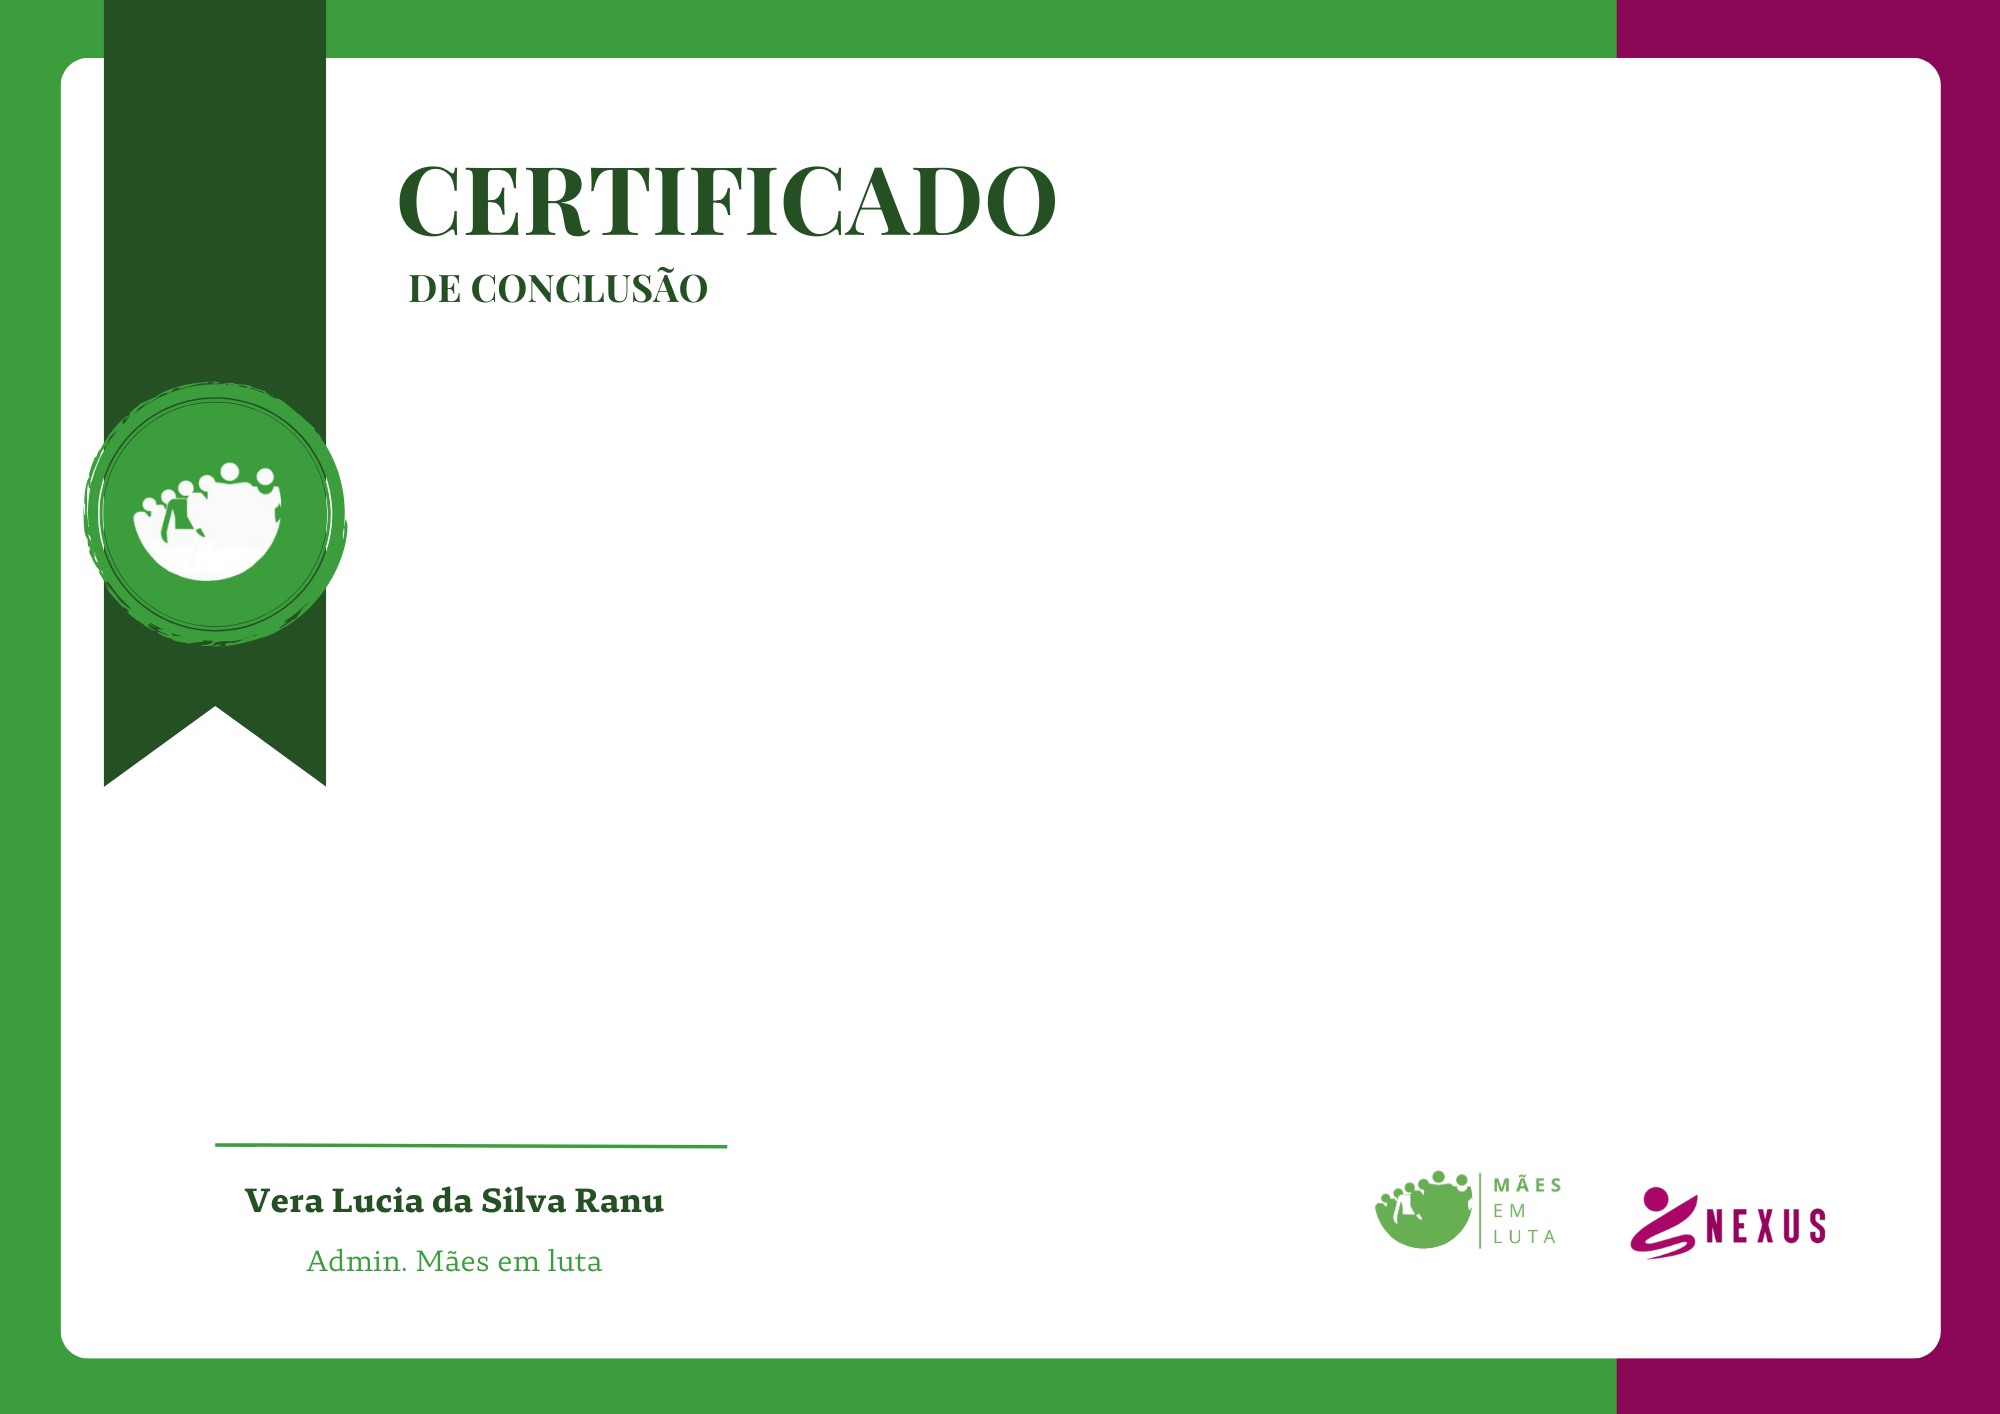 CERTIFICADO
DE CONCLUSÃO
Vera Lucia da Silva Ranu
Admin. Mães em luta
MÃES
EM
LUTA
NEXUS